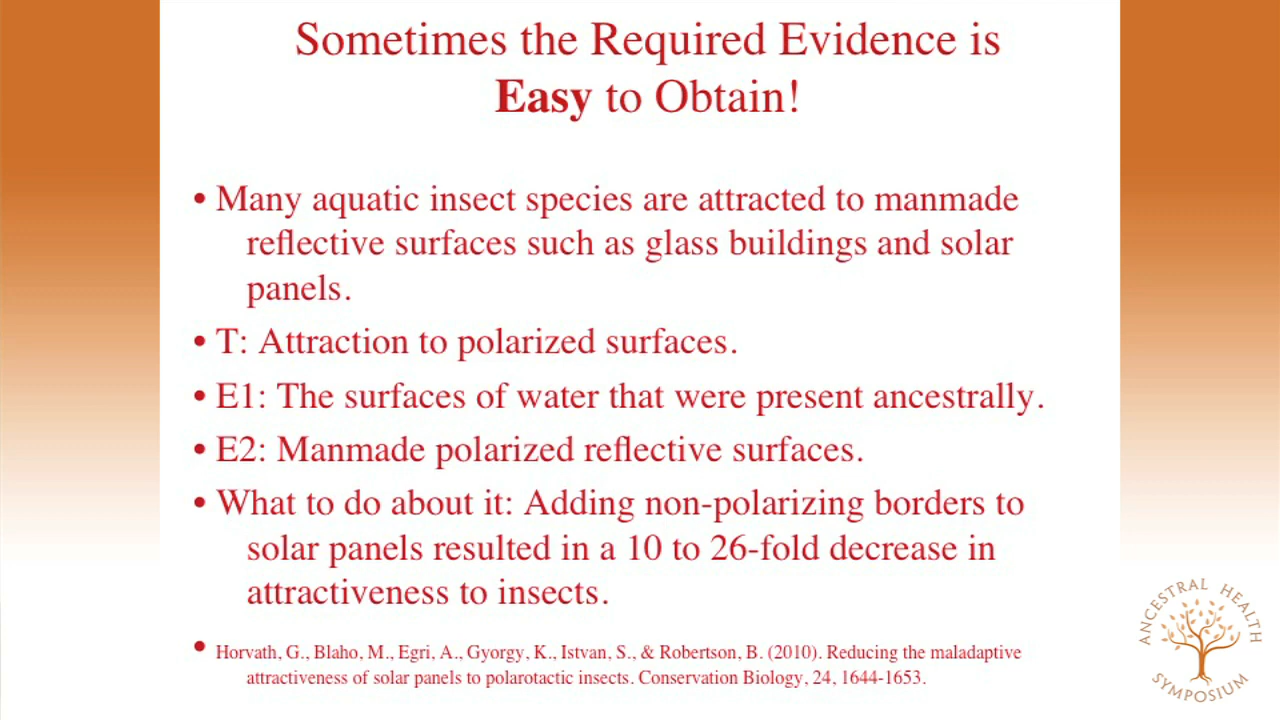 Sometimes the Required Evidence is
Easy to Obtain!
• Many aquatic insect species are attracted to manmade
reflective surfaces such as glass buildings and solar
panels.
• T: Attraction to polarized surfaces.
• E1: The surfaces of water that were present ancestrally.
• E2: Manmade polarized reflective surfaces.
• What to do about it: Adding non-polarizing borders to
solar panels resulted in a 10 to 26-fold decrease in
attractiveness to insects.
• Horvath, G., Blaho, M., Egri, A., Gyorgy, K., Istvan, S., & Robertson, B. (2010). Reducing the maladaptive
attractiveness of solar panels to polarotactic insects. Conservation Biology, 24, 1644-1653.
ANCESTRAL HEALTH
SYMPOSIUM